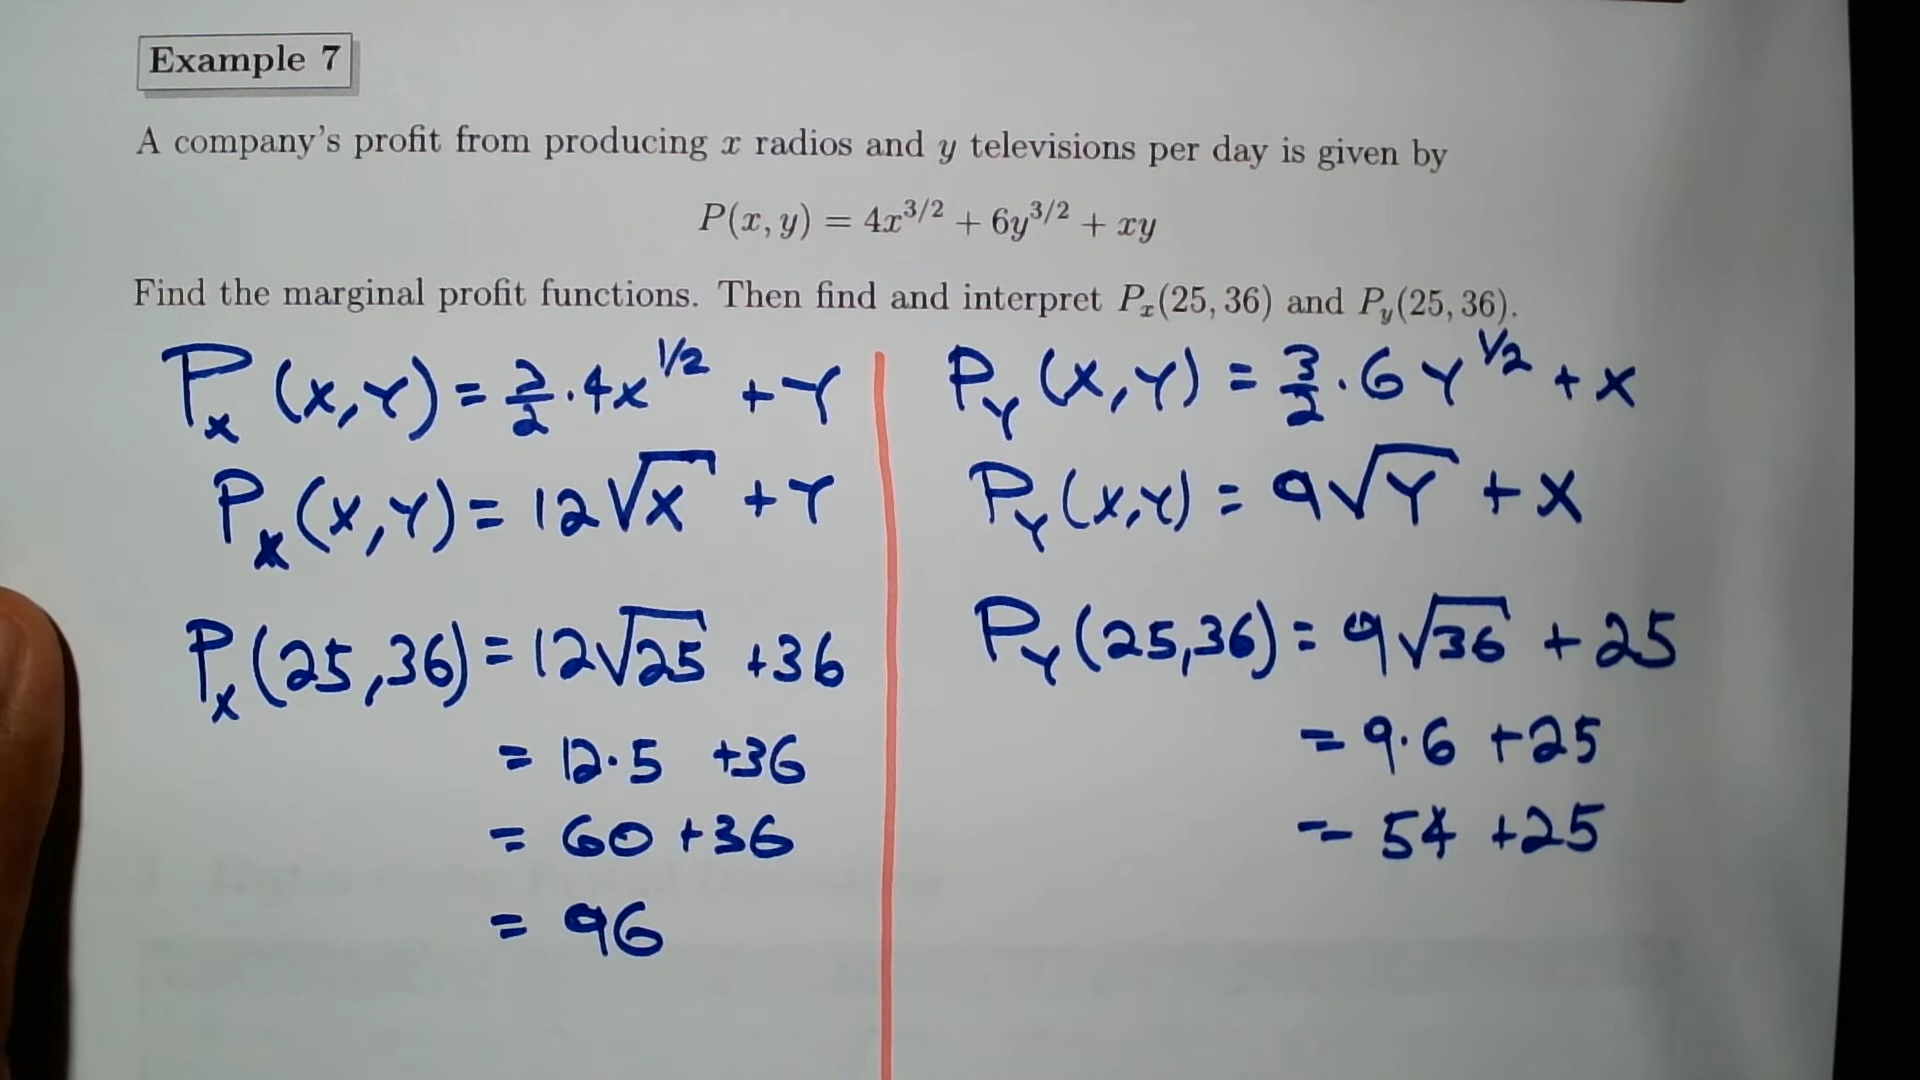 Example 7
A company's profit from producing x radios and y televisions per day is given by
P(x, y) = 4x^{3/2} + 6y^{3/2} + xy
Find the marginal profit functions. Then find and interpret P_x(25, 36) and P_y(25, 36).
P_x (x,y) = 3/2 · 4x^{1/2} + y
P_x (x,y) = 12√x + y
P_x (25,36) = 12√25 + 36
= 12·5 + 36
= 60 + 36
= 96
P_y (x,y) = 3/2 · 6y^{1/2} + x
P_y (x,y) = 9√y + x
P_y (25,36) = 9√36 + 25
= 9·6 + 25
= 54 + 25